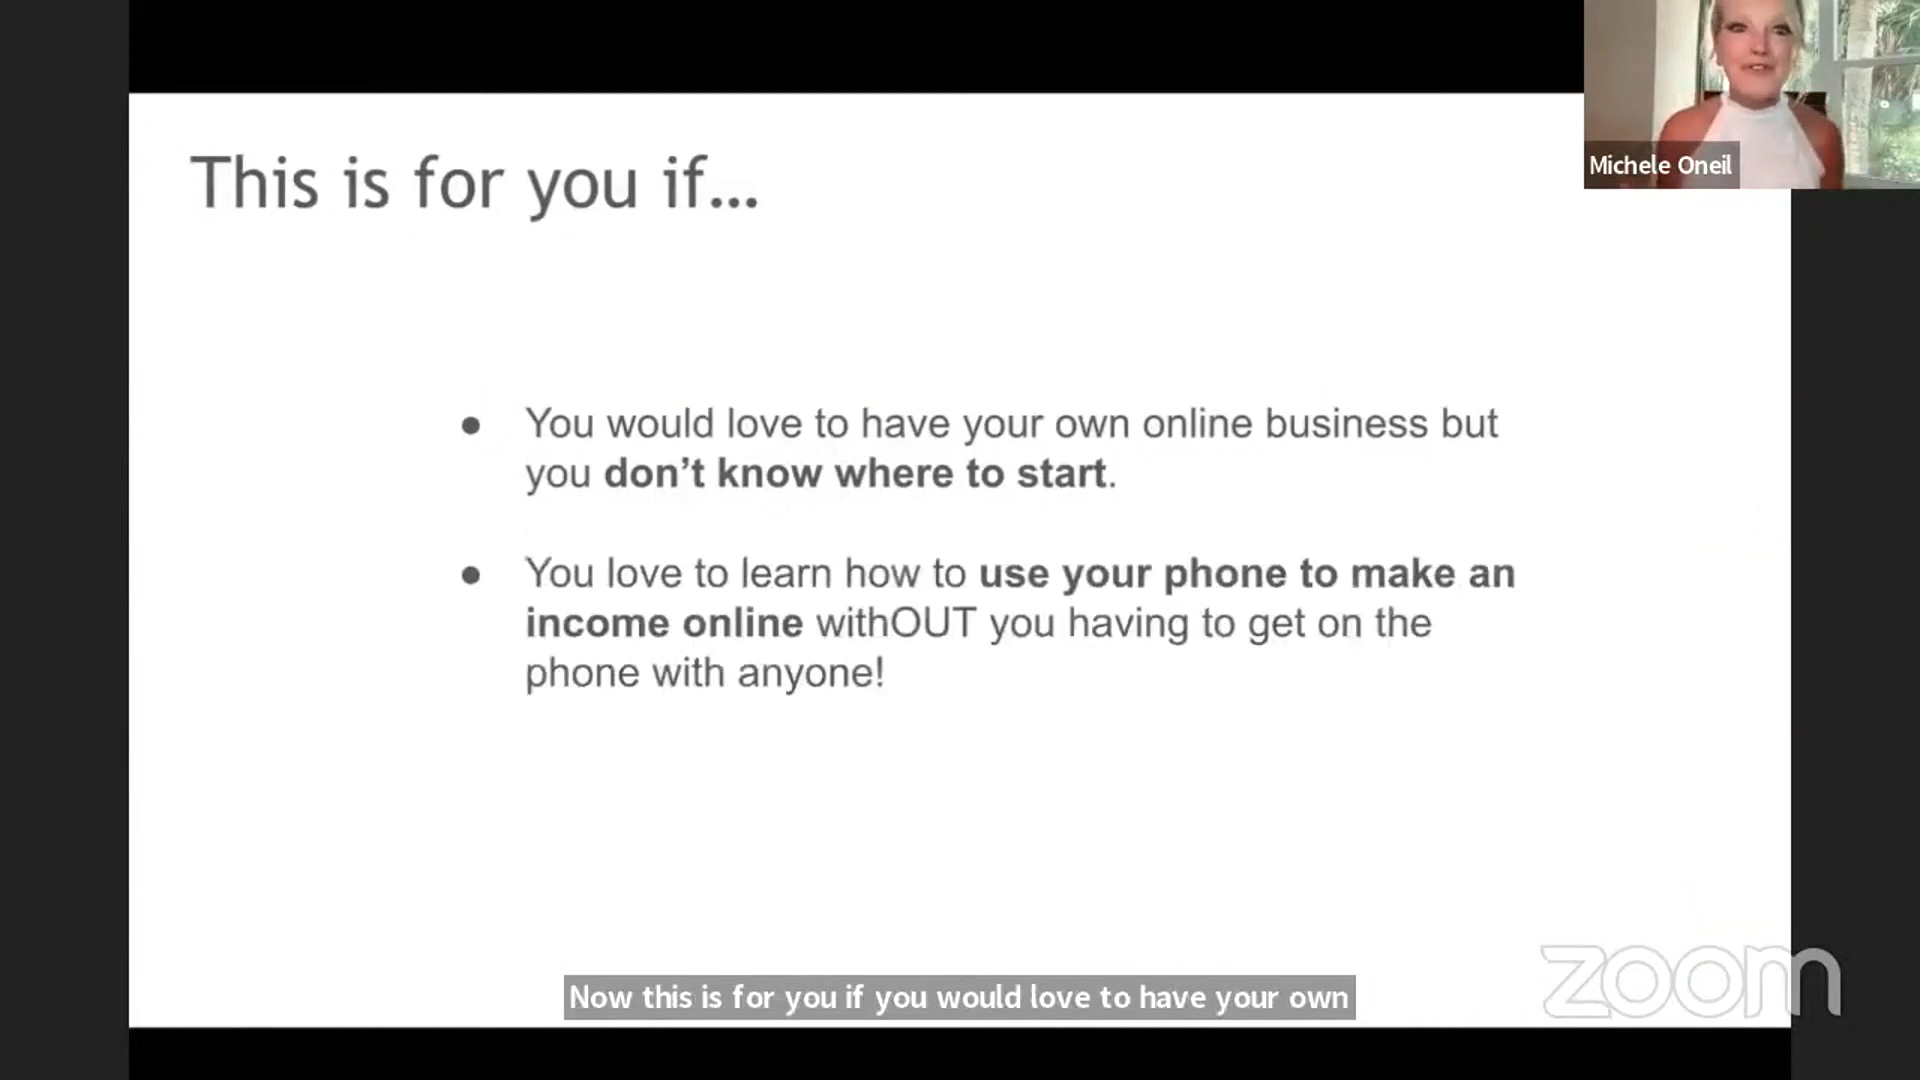 This is for you if...
Michele Oneil
● You would love to have your own online business but
you don’t know where to start.
● You love to learn how to use your phone to make an
income online withOUT you having to get on the
phone with anyone!
Now this is for you if you would love to have your own
zoom